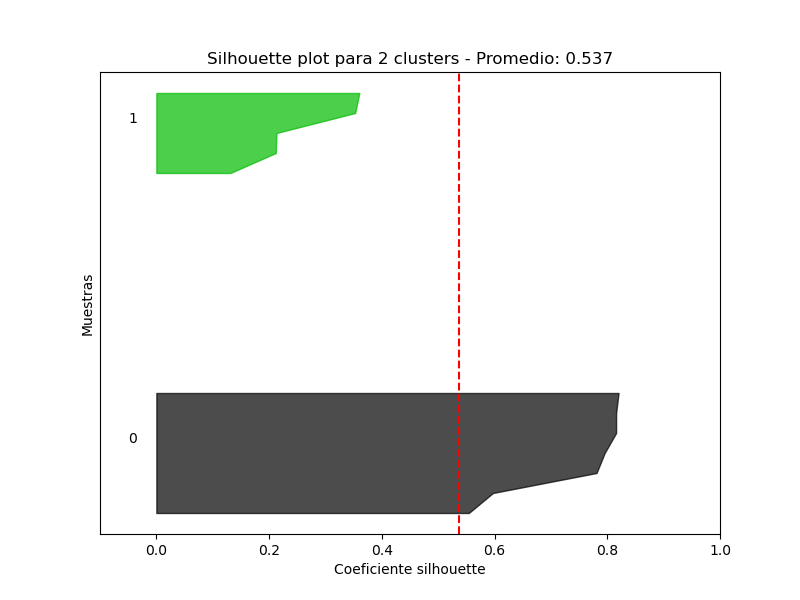 Silhouette plot para 2 clusters - Promedio: 0.537
1
Muestras
0
0.0 0.2 0.4 0.6 0.8 1.0
Coeficiente silhouette